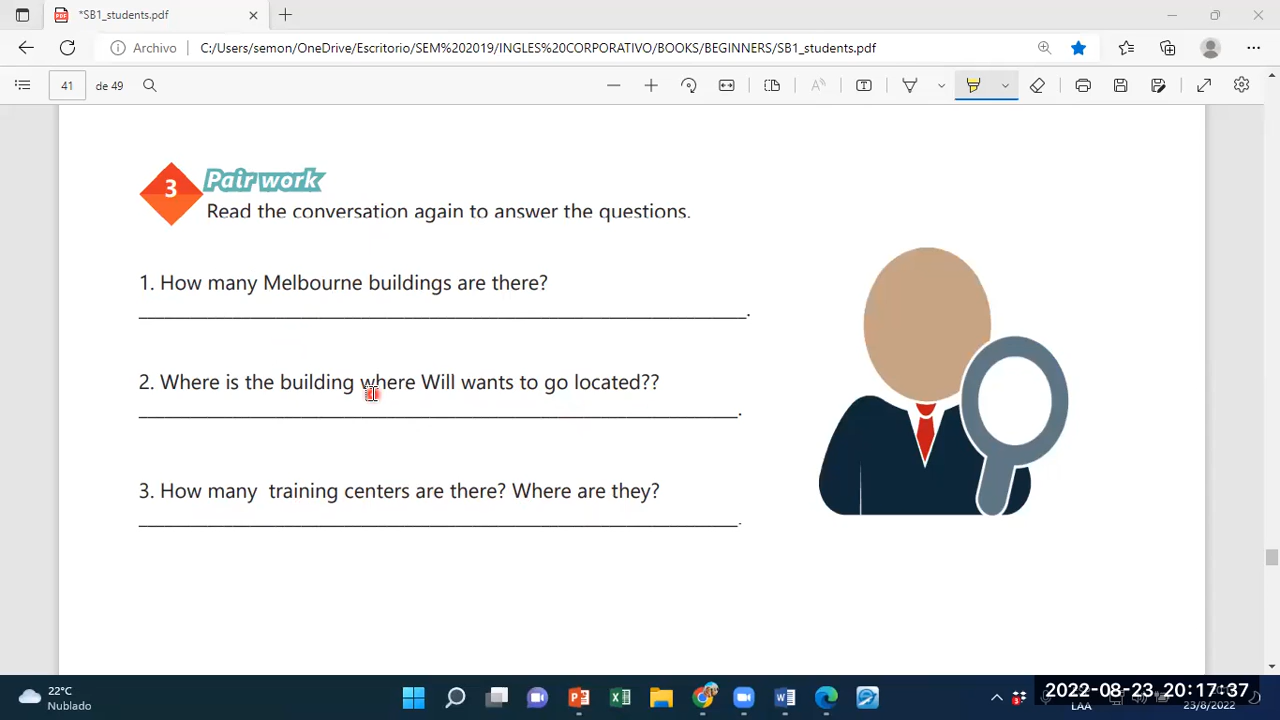 *SB1_students.pdf
Archivo
C:/Users/semon/OneDrive/Escritorio/SEM%202019/INGLES%20CORPORATIVO/BOOKS/BEGINNERS/SB1_students.pdf
41 de 49
3 Pair work
Read the conversation again to answer the questions.
1. How many Melbourne buildings are there?
2. Where is the building where Will wants to go located??
3. How many  training centers are there? Where are they?
22°C
Nublado
2022-08-23 20:17:37
LAA
23/8/2022